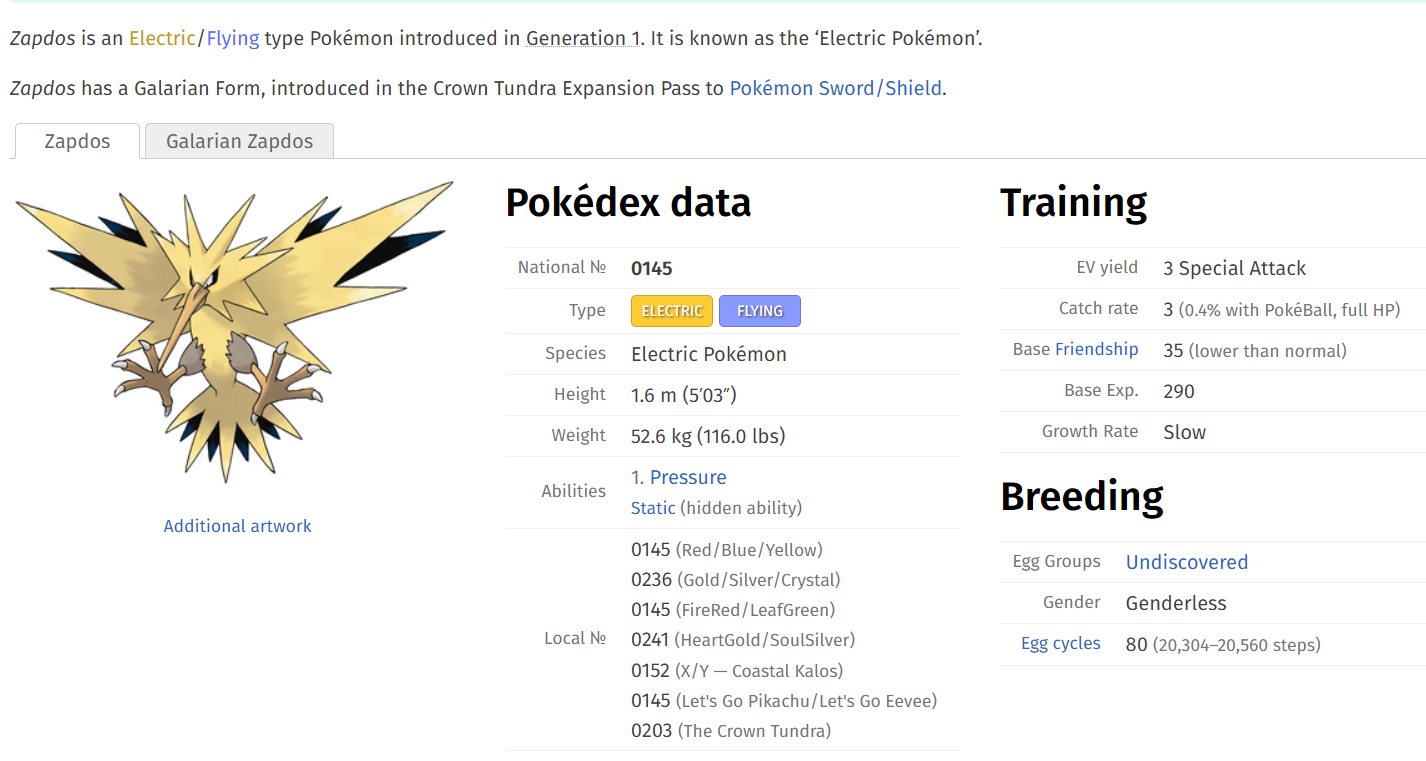 Zapdos is an Electric/Flying type Pokémon introduced in Generation 1. It is known as the ‘Electric Pokémon’.
Zapdos has a Galarian Form, introduced in the Crown Tundra Expansion Pass to Pokémon Sword/Shield.
Zapdos
Galarian Zapdos
Additional artwork
Pokédex data
National № 0145
Type ELECTRIC FLYING
Species Electric Pokémon
Height 1.6 m (5′03″)
Weight 52.6 kg (116.0 lbs)
Abilities 1. Pressure
Static (hidden ability)
Local № 0145 (Red/Blue/Yellow)
0236 (Gold/Silver/Crystal)
0145 (FireRed/LeafGreen)
0241 (HeartGold/SoulSilver)
0152 (X/Y — Coastal Kalos)
0145 (Let's Go Pikachu/Let's Go Eevee)
0203 (The Crown Tundra)
Training
EV yield 3 Special Attack
Catch rate 3 (0.4% with PokéBall, full HP)
Base Friendship 35 (lower than normal)
Base Exp. 290
Growth Rate Slow
Breeding
Egg Groups Undiscovered
Gender Genderless
Egg cycles 80 (20,304–20,560 steps)